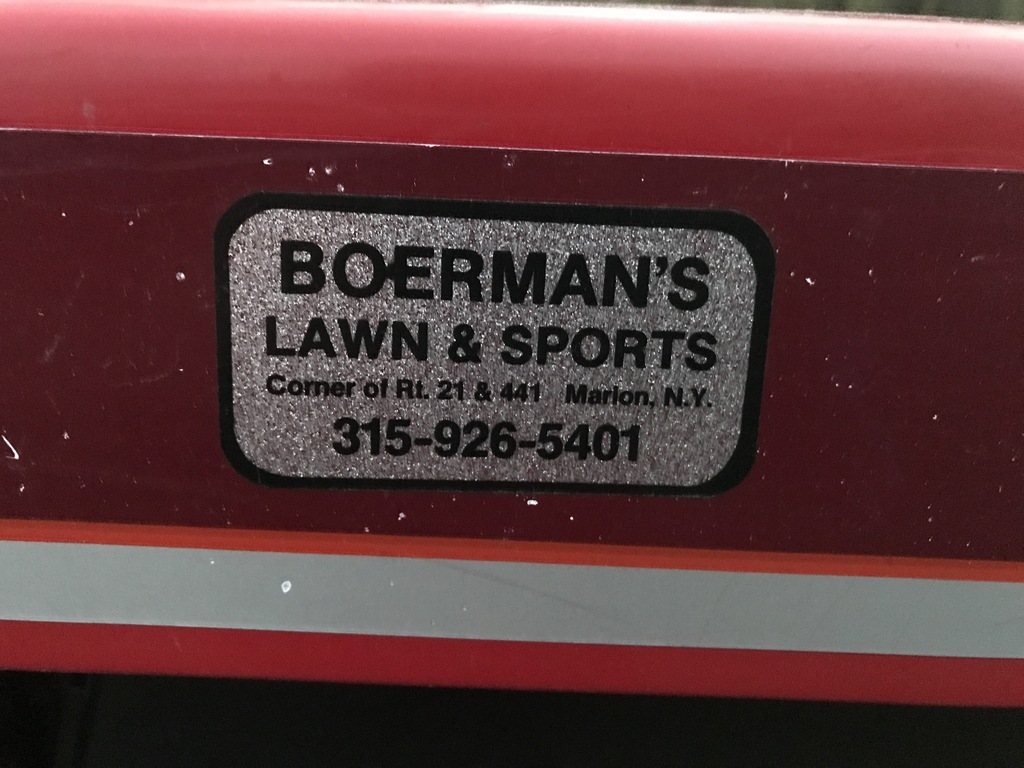 BOERMAN'S
LAWN & SPORTS
Corner of Rt. 21 & 441 Marion, N.Y.
315-926-5401